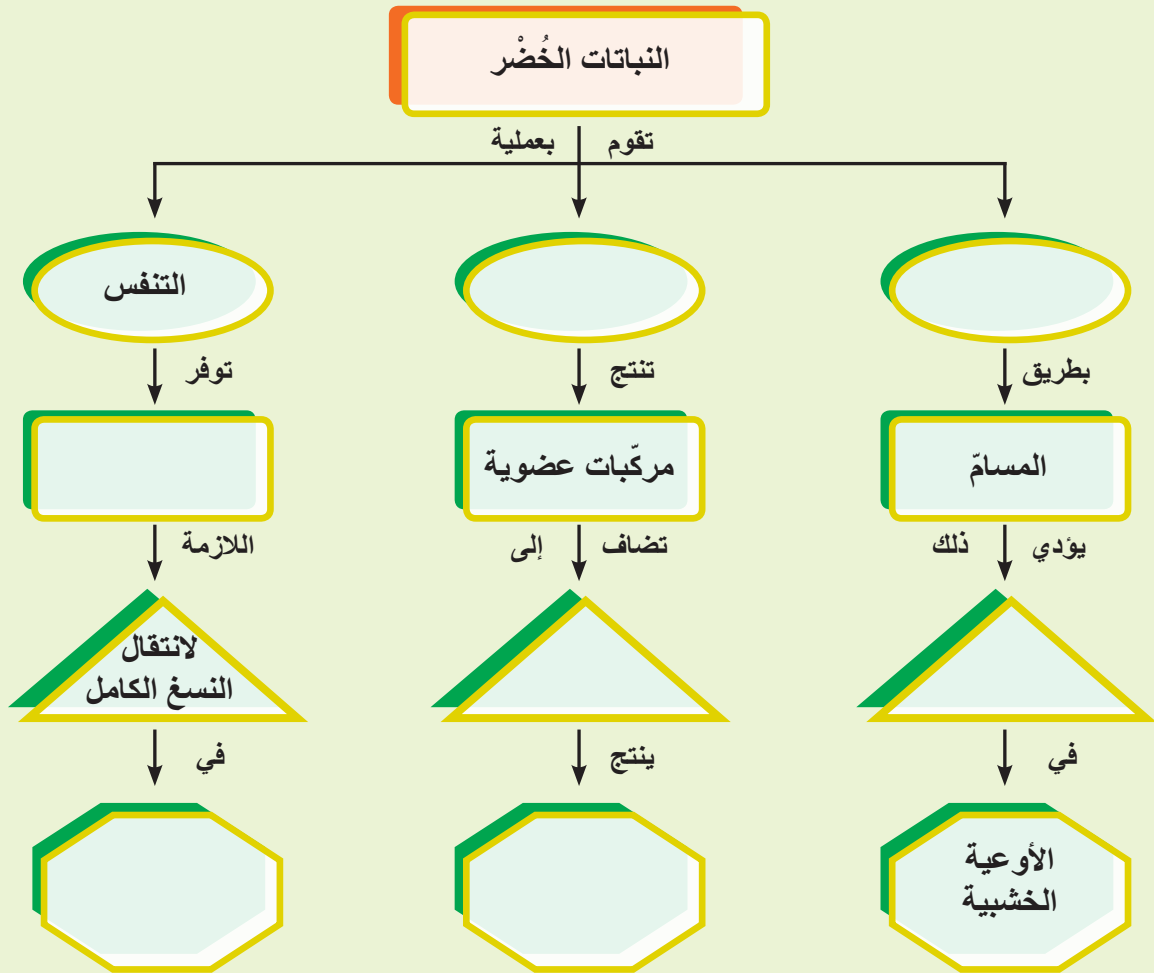 النباتات الخُضْر
تقوم بعملية
التنفس
بطريق
تنتج
توفر
المسامّ
مركّبات عضوية
يؤدي ذلك
تضاف إلى
اللازمة
لانتقال
النسغ الكامل
في
ينتج
في
الأوعية
الخشبية